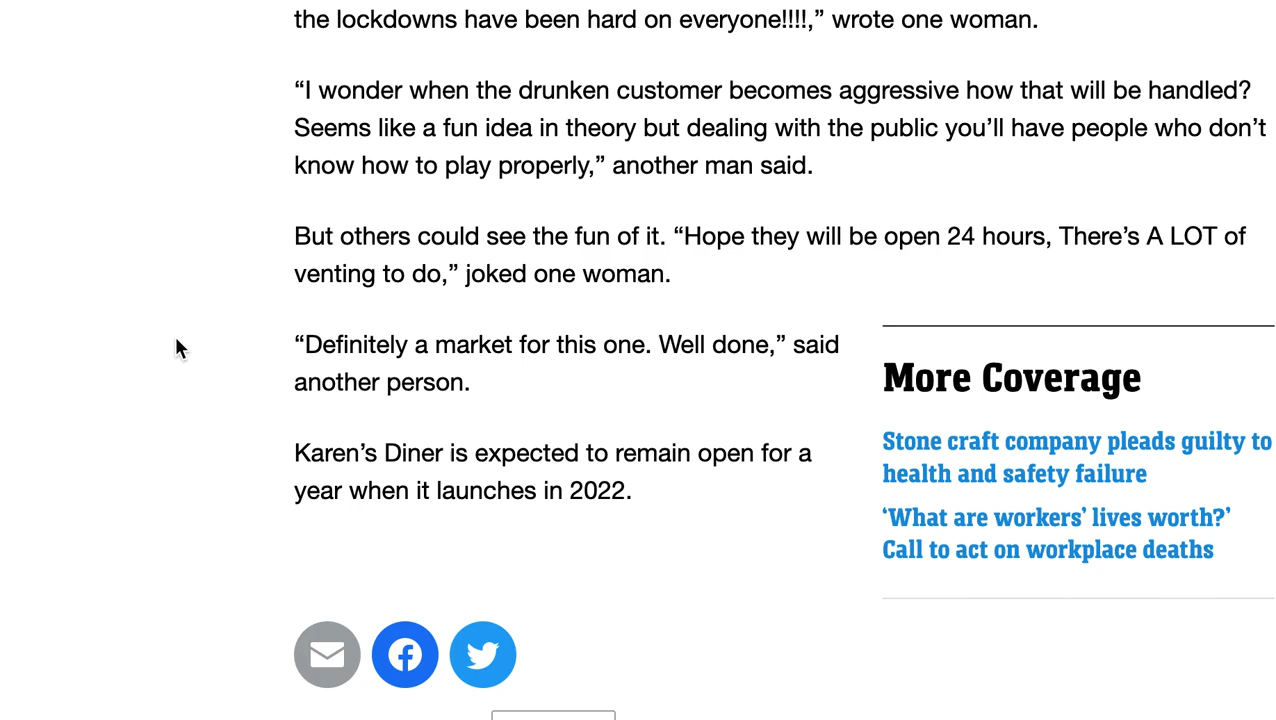 the lockdowns have been hard on everyone!!!!,” wrote one woman.
“I wonder when the drunken customer becomes aggressive how that will be handled?
Seems like a fun idea in theory but dealing with the public you’ll have people who don’t
know how to play properly,” another man said.
But others could see the fun of it. “Hope they will be open 24 hours, There’s A LOT of
venting to do,” joked one woman.
“Definitely a market for this one. Well done,” said
another person.
Karen’s Diner is expected to remain open for a
year when it launches in 2022.
More Coverage
Stone craft company pleads guilty to
health and safety failure
‘What are workers’ lives worth?’
Call to act on workplace deaths